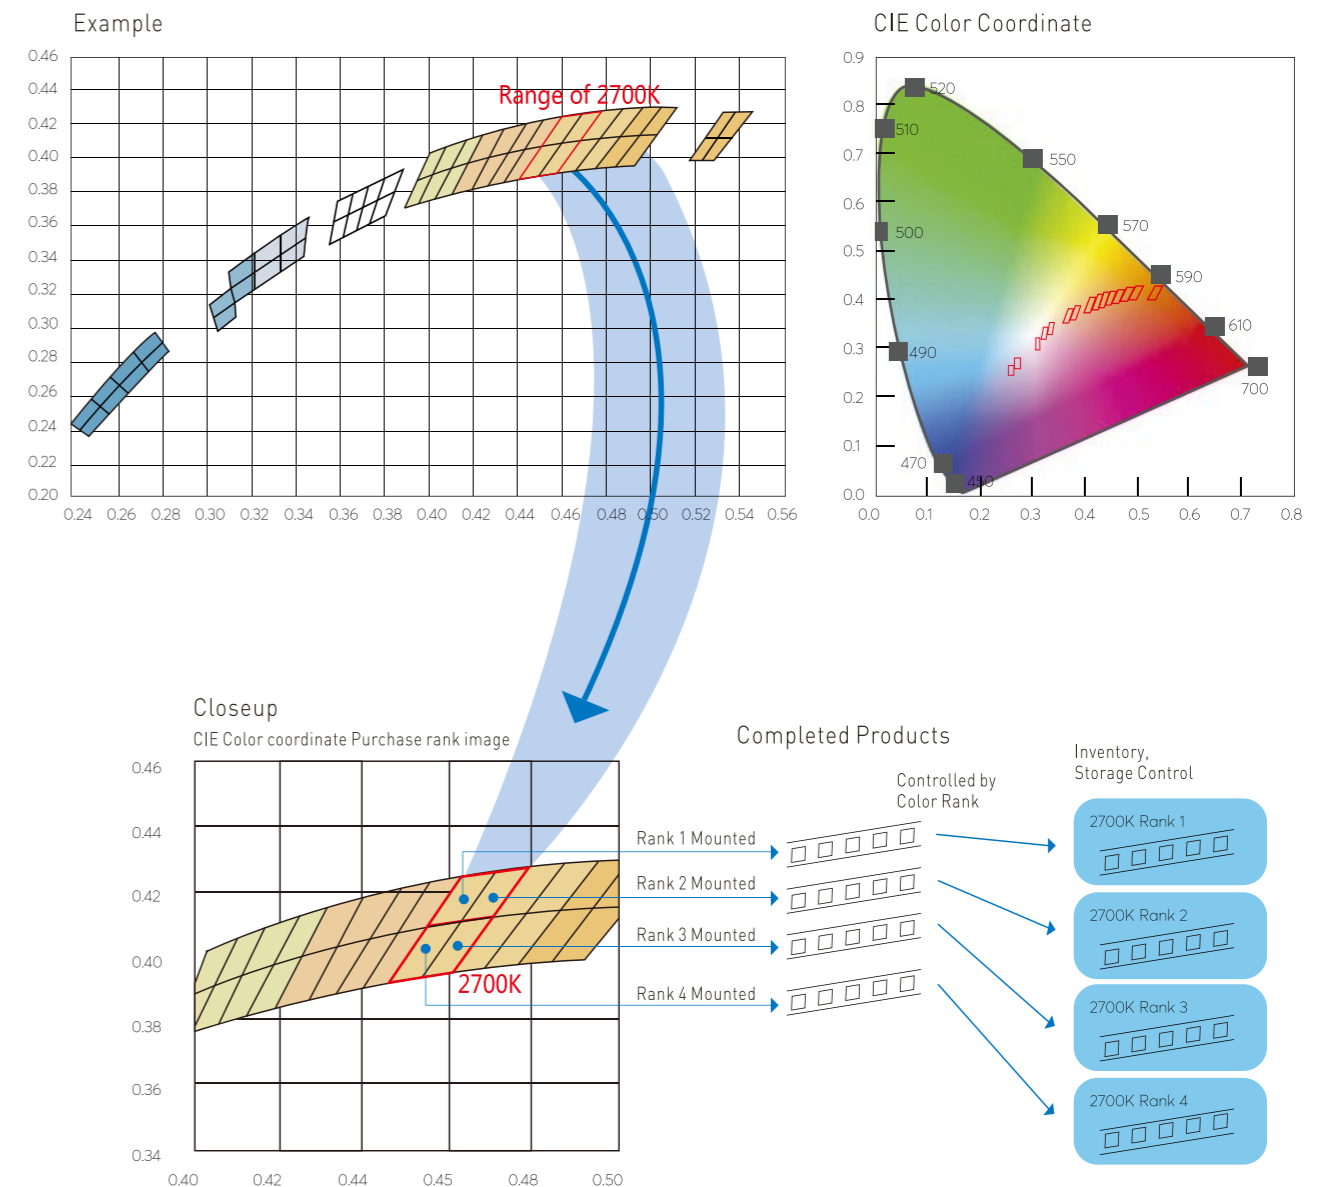 Example
0.46
0.44
0.42
0.40
0.38
0.36
0.34
0.32
0.30
0.28
0.26
0.24
0.22
0.20
0.24 0.26 0.28 0.30 0.32 0.34 0.36 0.38 0.40 0.42 0.44 0.46 0.48 0.50 0.52 0.54 0.56
Range of 2700K
CIE Color Coordinate
0.9
0.8
0.7
0.6
0.5
0.4
0.3
0.2
0.1
0.0
0.0 0.1 0.2 0.3 0.4 0.5 0.6 0.7 0.8
520
510
550
570
500
590
610
490
700
470
450
Closeup
CIE Color coordinate Purchase rank image
0.46
0.44
0.42
0.40
0.38
0.36
0.34
0.40 0.42 0.44 0.46 0.48 0.50
2700K
Completed Products
Controlled by
Color Rank
Inventory,
Storage Control
Rank 1 Mounted
Rank 2 Mounted
Rank 3 Mounted
Rank 4 Mounted
2700K Rank 1
2700K Rank 2
2700K Rank 3
2700K Rank 4